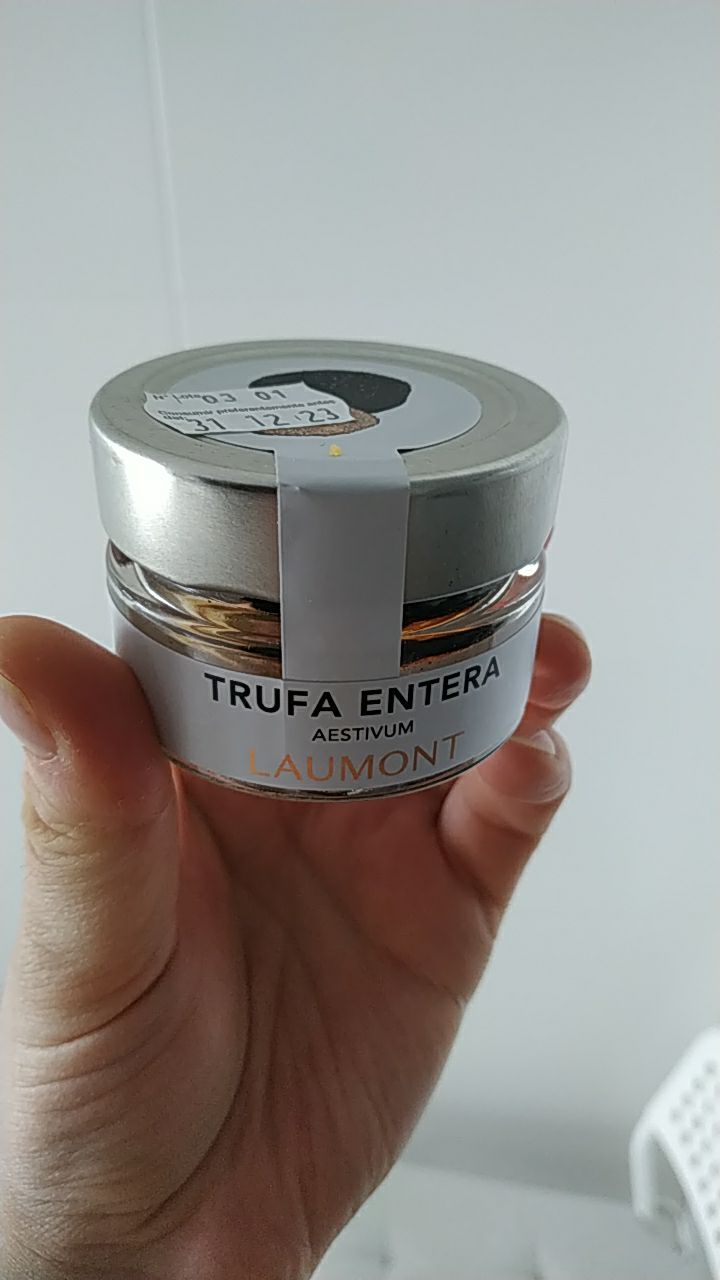 Nº Lote 03 01
Consumir preferentemente antes
del: 31 12 23
TRUFA ENTERA
AESTIVUM
LAUMONT